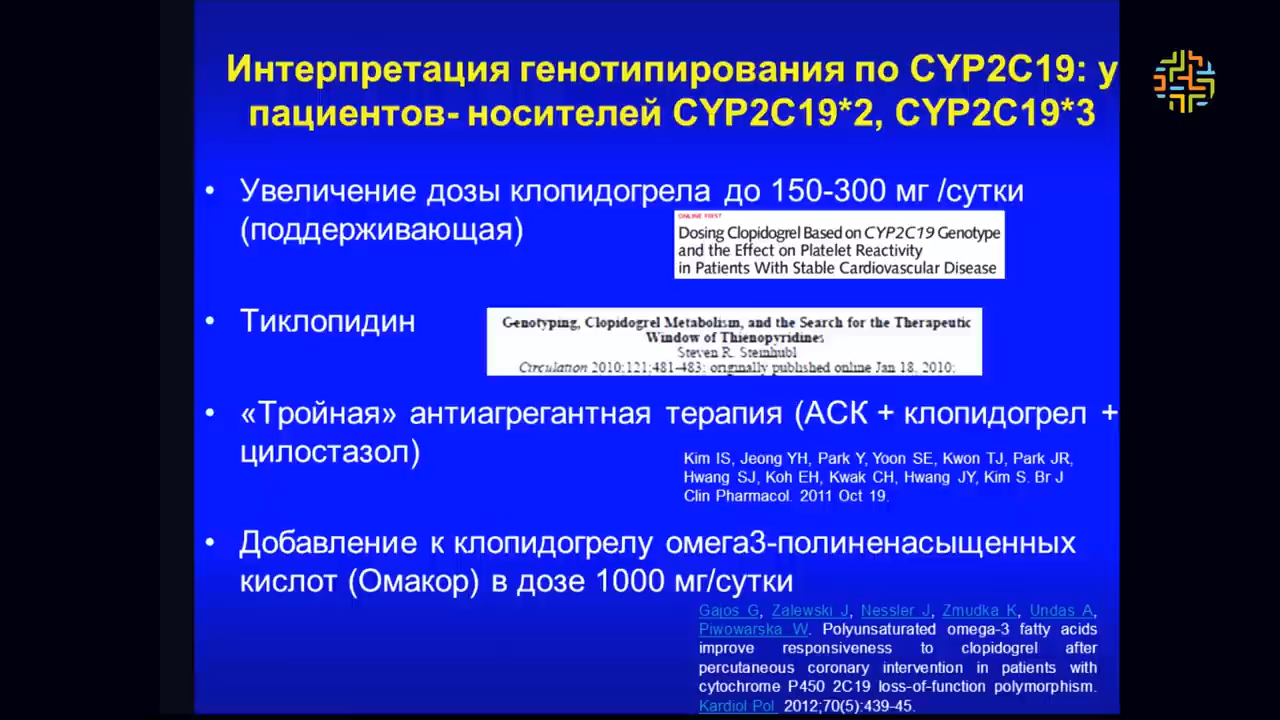 Интерпретация генотипирования по CYP2C19: у
пациентов- носителей CYP2C19*2, CYP2C19*3
• Увеличение дозы клопидогрела до 150-300 мг /сутки
(поддерживающая)
ONLINE FIRST
Dosing Clopidogrel Based on CYP2C19 Genotype
and the Effect on Platelet Reactivity
in Patients With Stable Cardiovascular Disease
• Тиклопидин
Genotyping, Clopidogrel Metabolism, and the Search for the Therapeutic
Window of Thienopyridines
Steven R. Steinhubl
Circulation 2010;121;481-483; originally published online Jan 18, 2010;
• «Тройная» антиагрегантная терапия (АСК + клопидогрел +
цилостазол)
Kim IS, Jeong YH, Park Y, Yoon SE, Kwon TJ, Park JR,
Hwang SJ, Koh EH, Kwak CH, Hwang JY, Kim S. Br J
Clin Pharmacol. 2011 Oct 19.
• Добавление к клопидогрелу омега3-полиненасыщенных
кислот (Омакор) в дозе 1000 мг/сутки
Gajos G, Zalewski J, Nessler J, Zmudka K, Undas A,
Piwowarska W. Polyunsaturated omega-3 fatty acids
improve responsiveness to clopidogrel after
percutaneous coronary intervention in patients with
cytochrome P450 2C19 loss-of-function polymorphism.
Kardiol Pol. 2012;70(5):439-45.